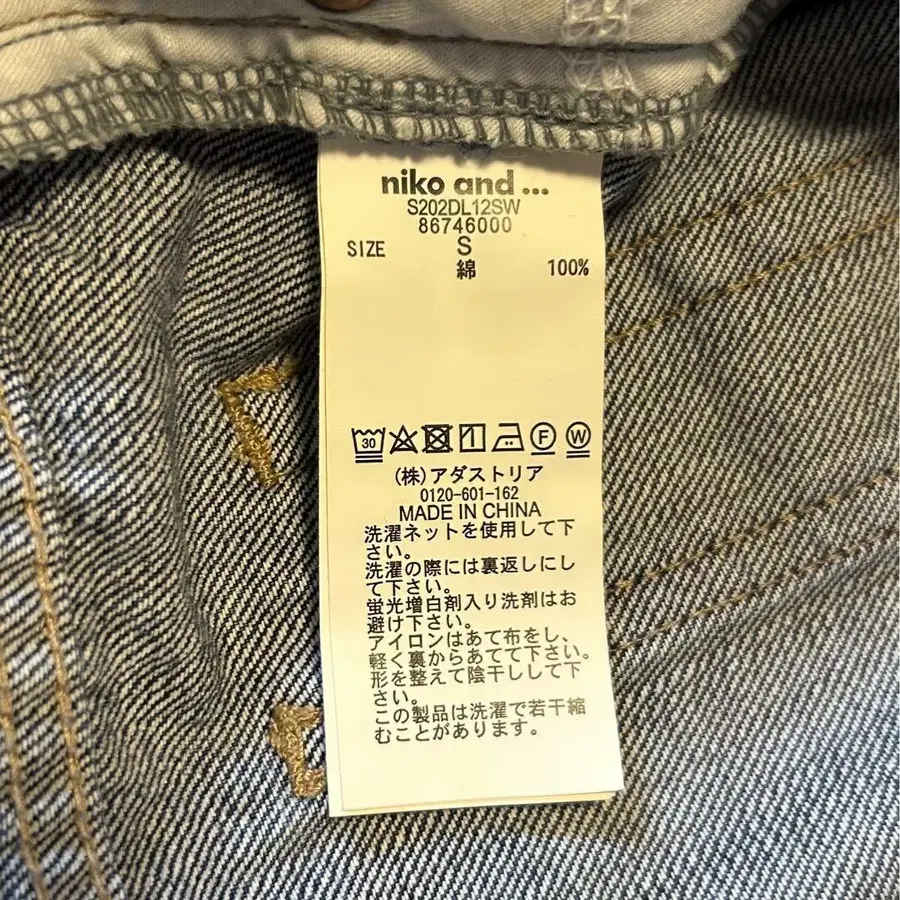 niko and ...
S202DL12SW
86746000
SIZE S
綿 100%
30 F W
(株)アダストリア
0120-601-162
MADE IN CHINA
洗濯ネットを使用して下
さい。
洗濯の際には裏返しにし
て下さい。
蛍光増白剤入り洗剤はお
避け下さい。
アイロンはあて布をし、
軽く裏からあてて下さい。
形を整えて陰干しして下
さい。
この製品は洗濯で若干縮
むことがあります。